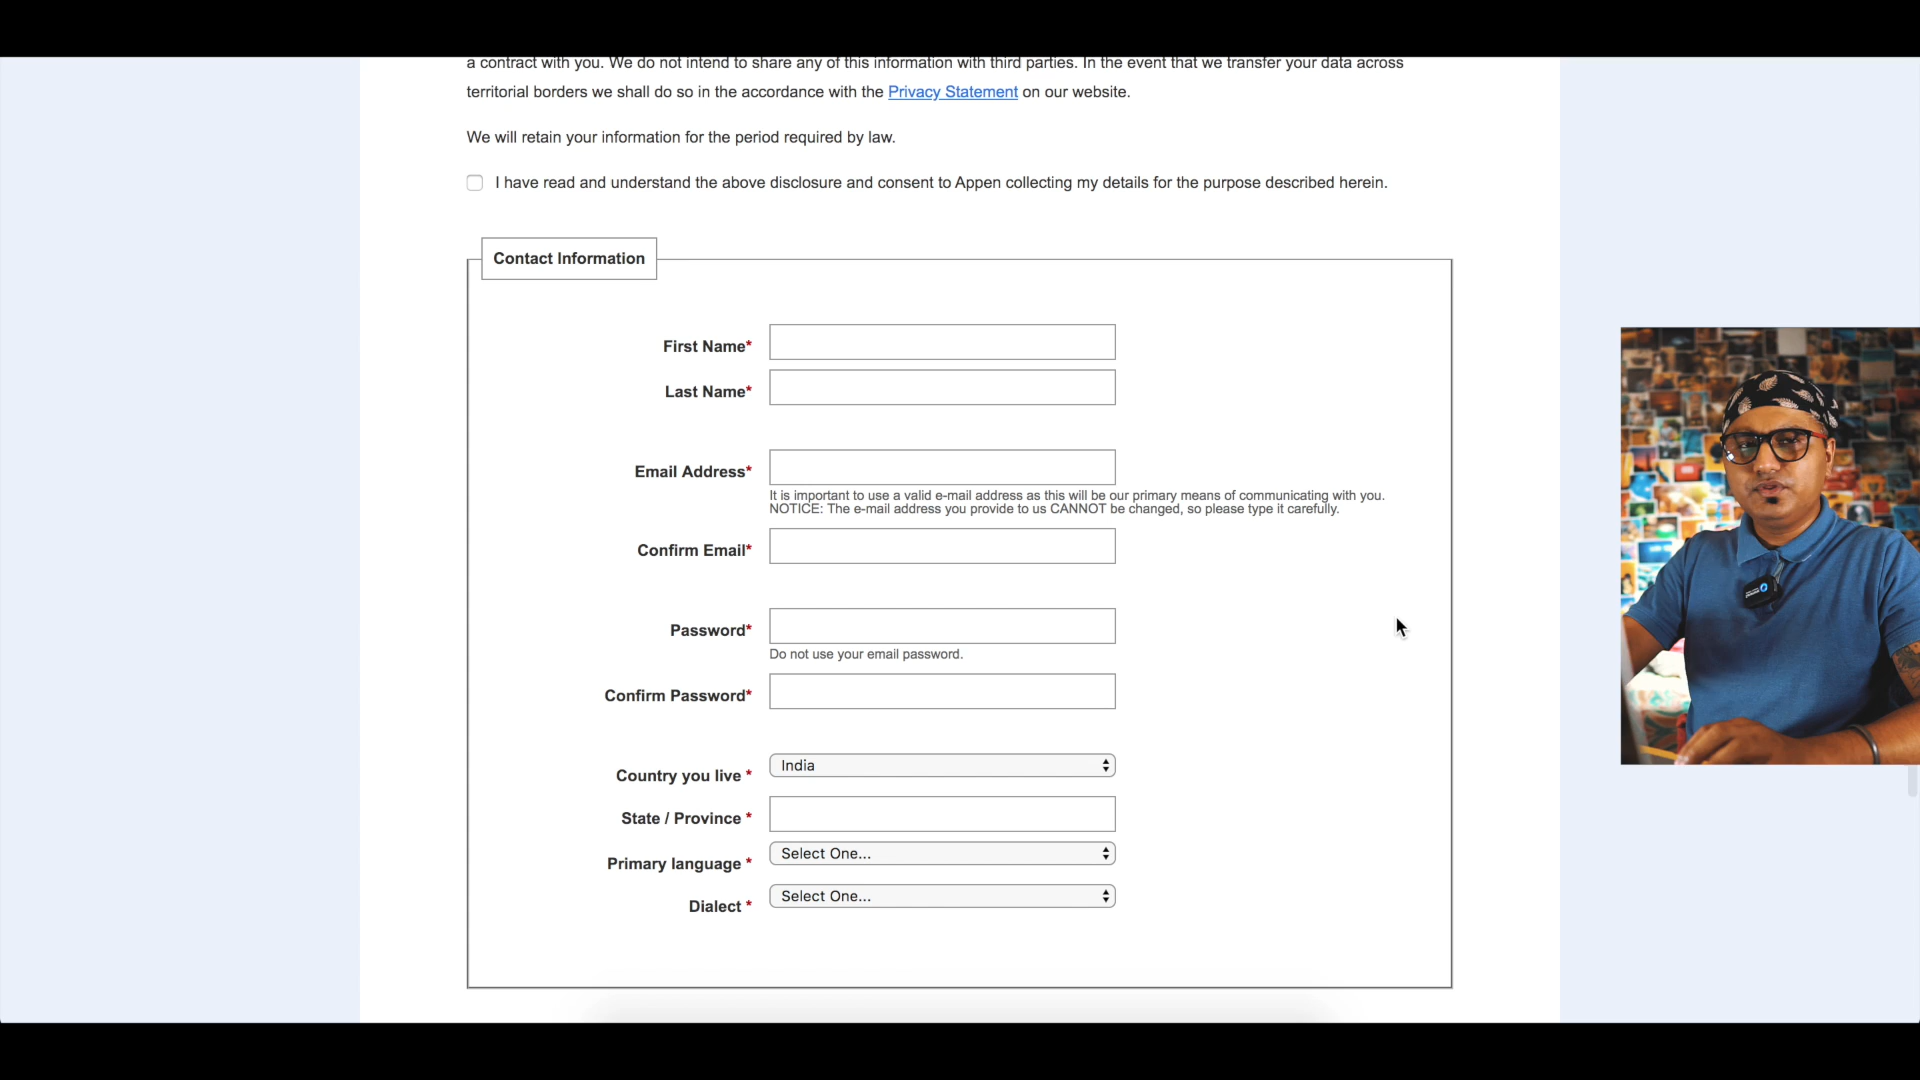 a contract with you. We do not intend to share any of this information with third parties. In the event that we transfer your data across
territorial borders we shall do so in the accordance with the Privacy Statement on our website.
We will retain your information for the period required by law.
I have read and understand the above disclosure and consent to Appen collecting my details for the purpose described herein.
Contact Information
First Name*
Last Name*
Email Address*
It is important to use a valid e-mail address as this will be our primary means of communicating with you.
NOTICE: The e-mail address you provide to us CANNOT be changed, so please type it carefully.
Confirm Email*
Password*
Do not use your email password.
Confirm Password*
Country you live * India
State / Province *
Primary language * Select One...
Dialect * Select One...